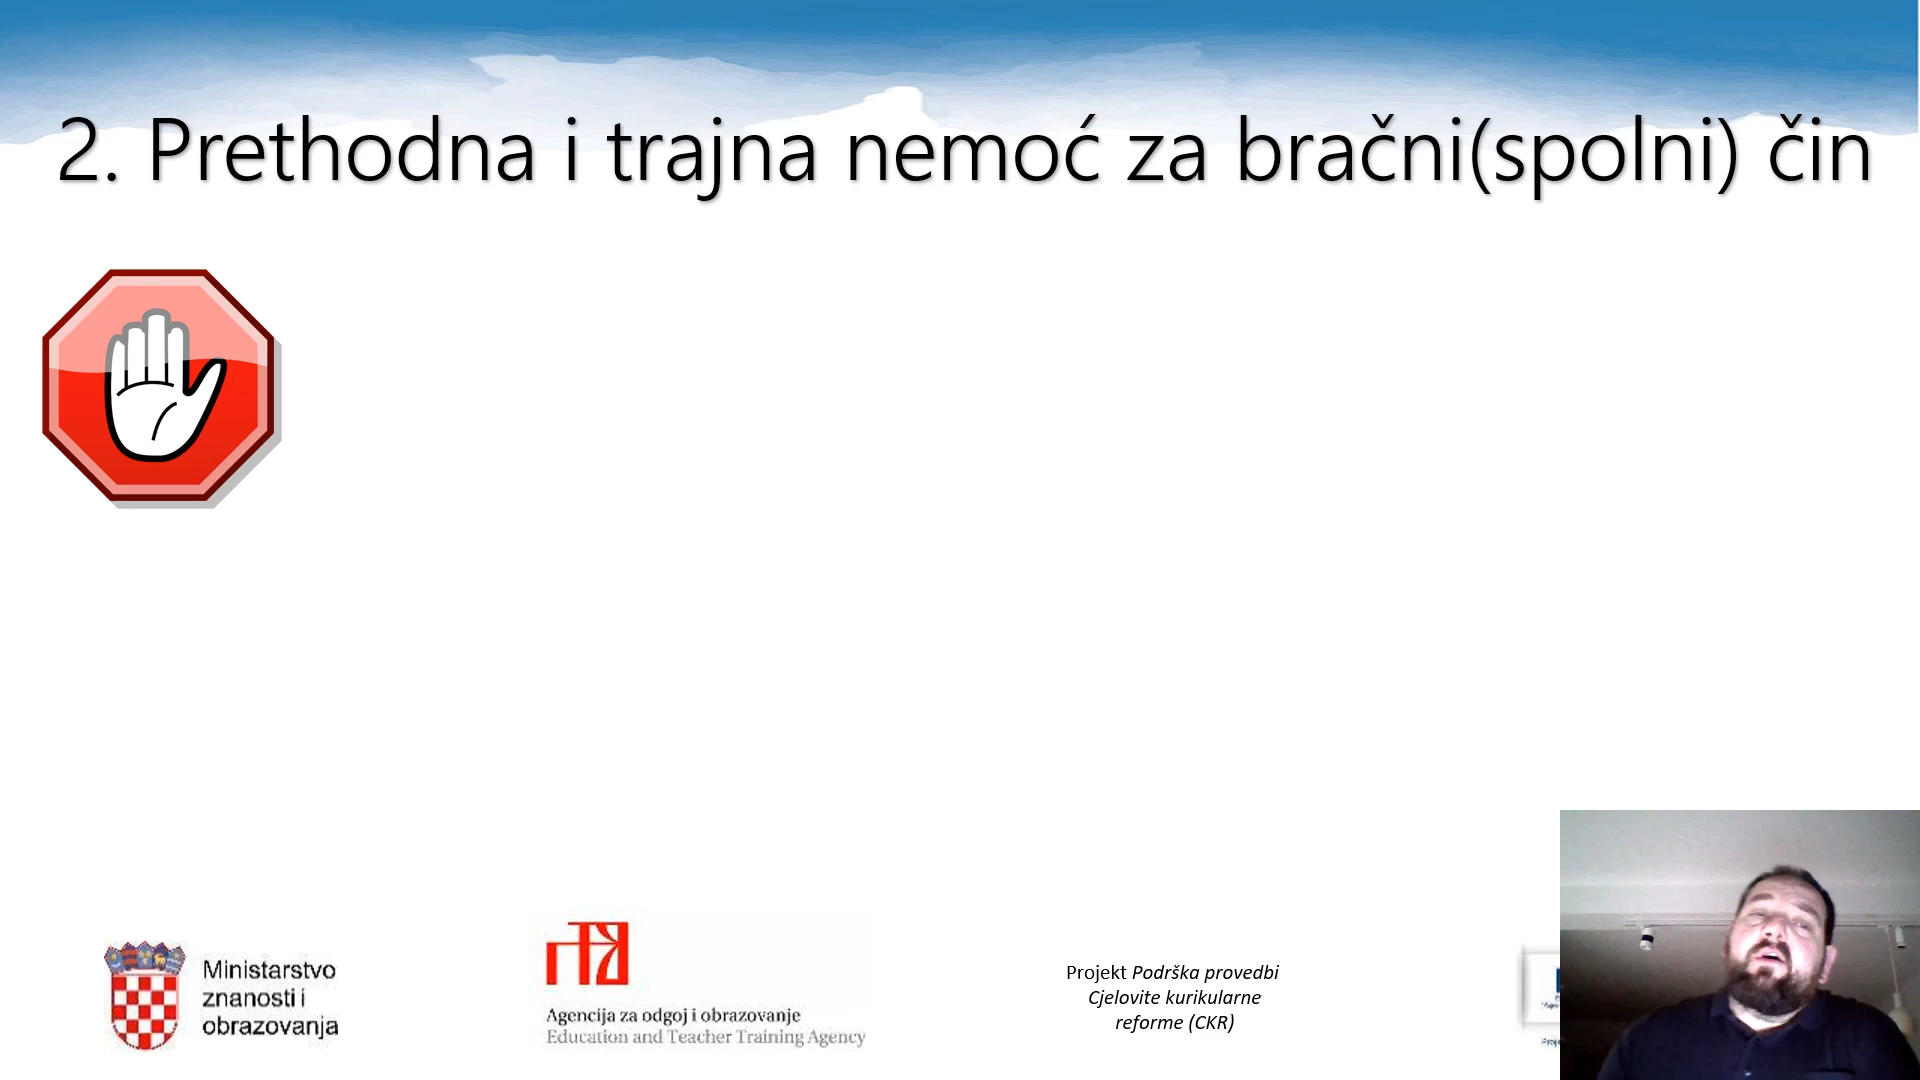 2. Prethodna i trajna nemoć za bračni(spolni) čin
Ministarstvo
znanosti i
obrazovanja
Agencija za odgoj i obrazovanje
Education and Teacher Training Agency
Projekt Podrška provedbi
Cjelovite kurikularne
reforme (CKR)